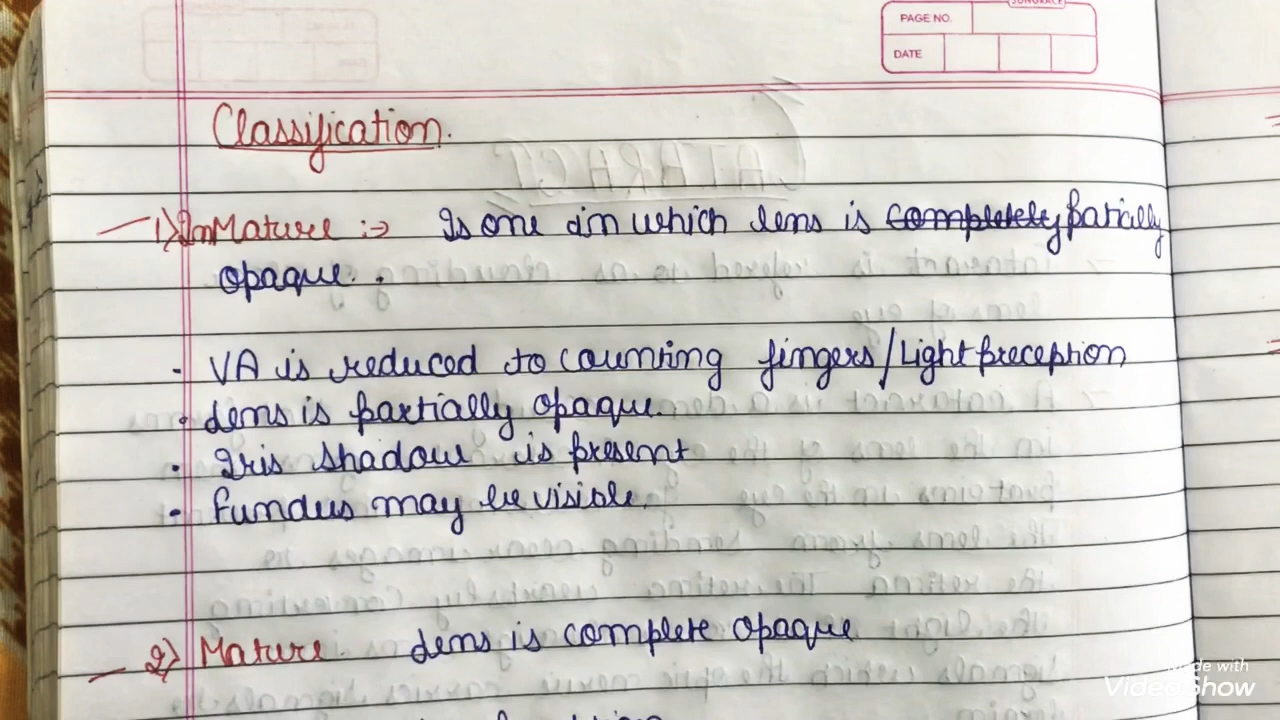 PAGE NO.
DATE
Classification.
1) ImMature :-> Is one in which lens is completely partially
opaque.
. VA is reduced to counting fingers/Light preception
. lens is partially opaque.
. Iris shadow is present
. fundus may be visible.
2) Mature. lens is complete opaque
Made with
VideoShow